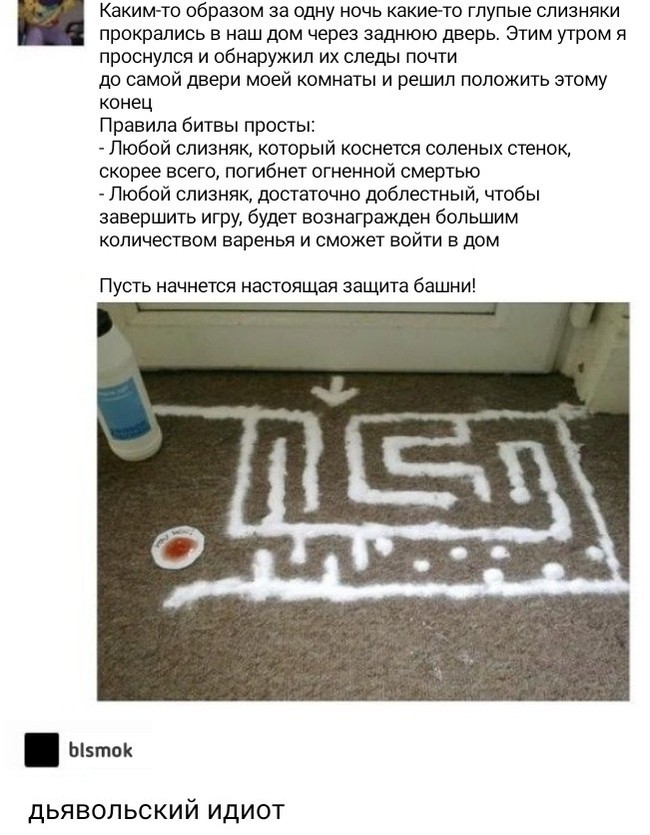 Каким-то образом за одну ночь какие-то глупые слизняки
прокрались в наш дом через заднюю дверь. Этим утром я
проснулся и обнаружил их следы почти
до самой двери моей комнаты и решил положить этому
конец
Правила битвы просты:
- Любой слизняк, который коснется соленых стенок,
скорее всего, погибнет огненной смертью
- Любой слизняк, достаточно доблестный, чтобы
завершить игру, будет вознагражден большим
количеством варенья и сможет войти в дом
Пусть начнется настоящая защита башни!
blsmok
дьявольский идиот